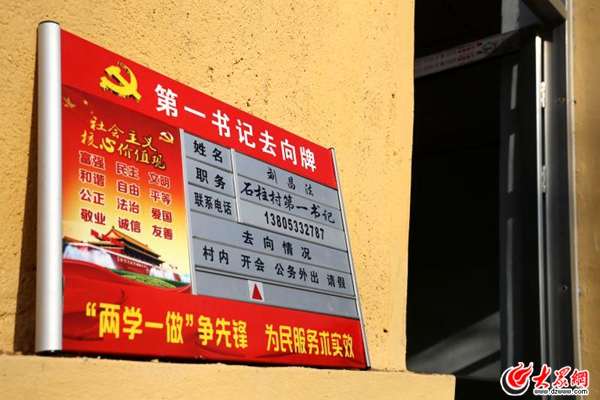 第一书记去向牌
社会主义
核心价值观
富强 民主 文明
和谐 自由 平等
公正 法治 爱国
敬业 诚信 友善
姓名 刘昌法
职务 石柱村第一书记
联系电话 13805332787
去向情况
村内 开会 公务外出 请假
“两学一做”争先锋 为民服务求实效
大众网
www.dzwww.com